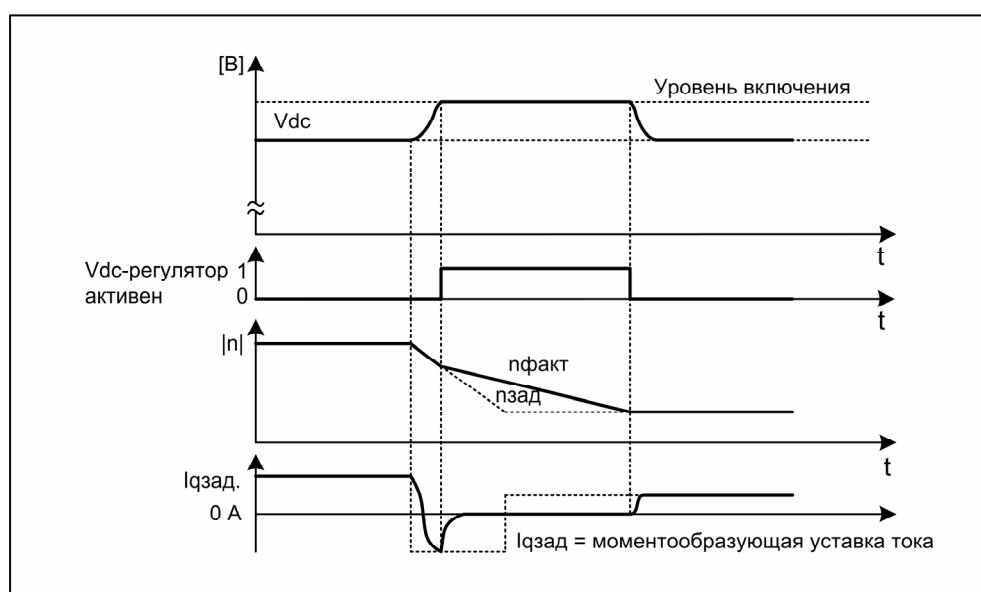 [В]
Уровень включения
Vdc
t
Vdc-регулятор 1
активен 0
t
|n|
nфакт
nзад
t
Iqзад.
0 А
Iqзад = моментообразующая уставка тока